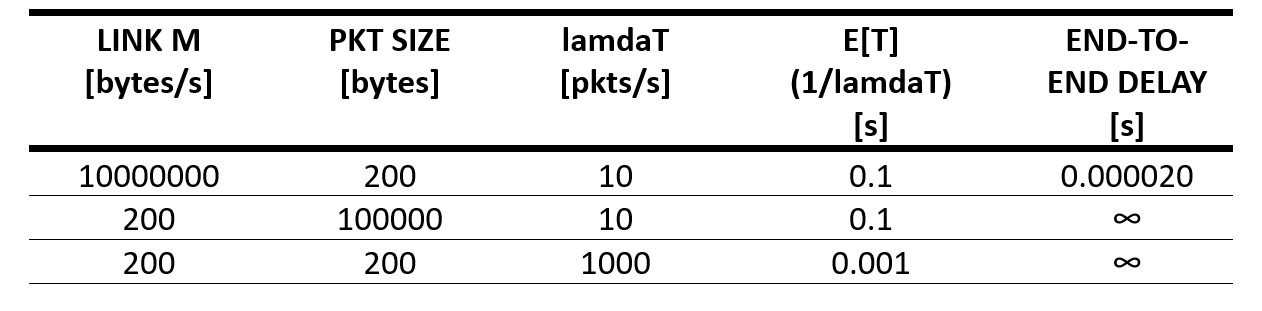 LINK M PKT SIZE lamdaT E[T] END-TO-
[bytes/s] [bytes] [pkts/s] (1/lamdaT) END DELAY
[s] [s]
10000000 200 10 0.1 0.000020
200 100000 10 0.1 ∞
200 200 1000 0.001 ∞